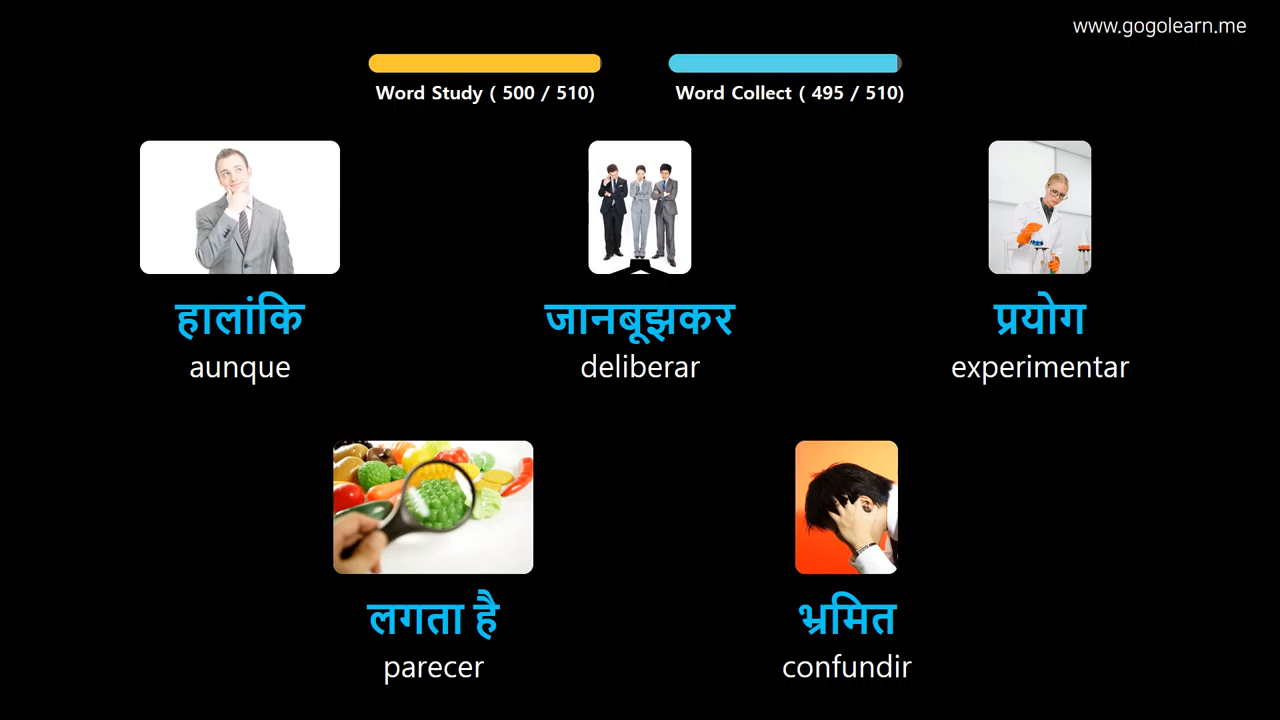 www.gogolearn.me
Word Study ( 500 / 510)
Word Collect ( 495 / 510)
हालांकि
aunque
जानबूझकर
deliberar
प्रयोग
experimentar
लगता है
parecer
भ्रमित
confundir